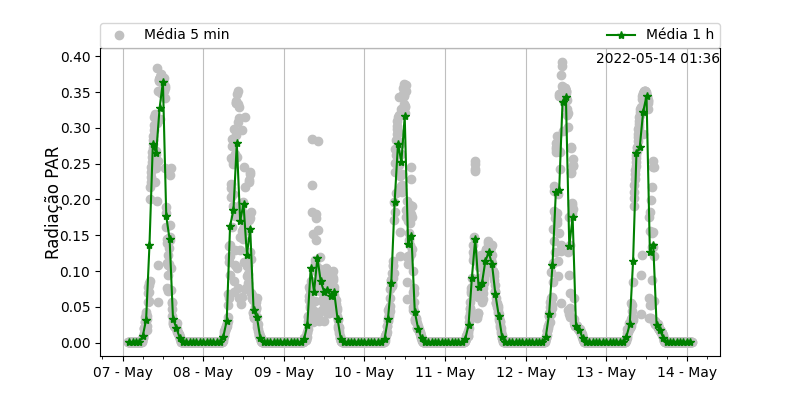 Média 5 min
Média 1 h
2022-05-14 01:36
Radiação PAR
0.40
0.35
0.30
0.25
0.20
0.15
0.10
0.05
0.00
07 - May
08 - May
09 - May
10 - May
11 - May
12 - May
13 - May
14 - May